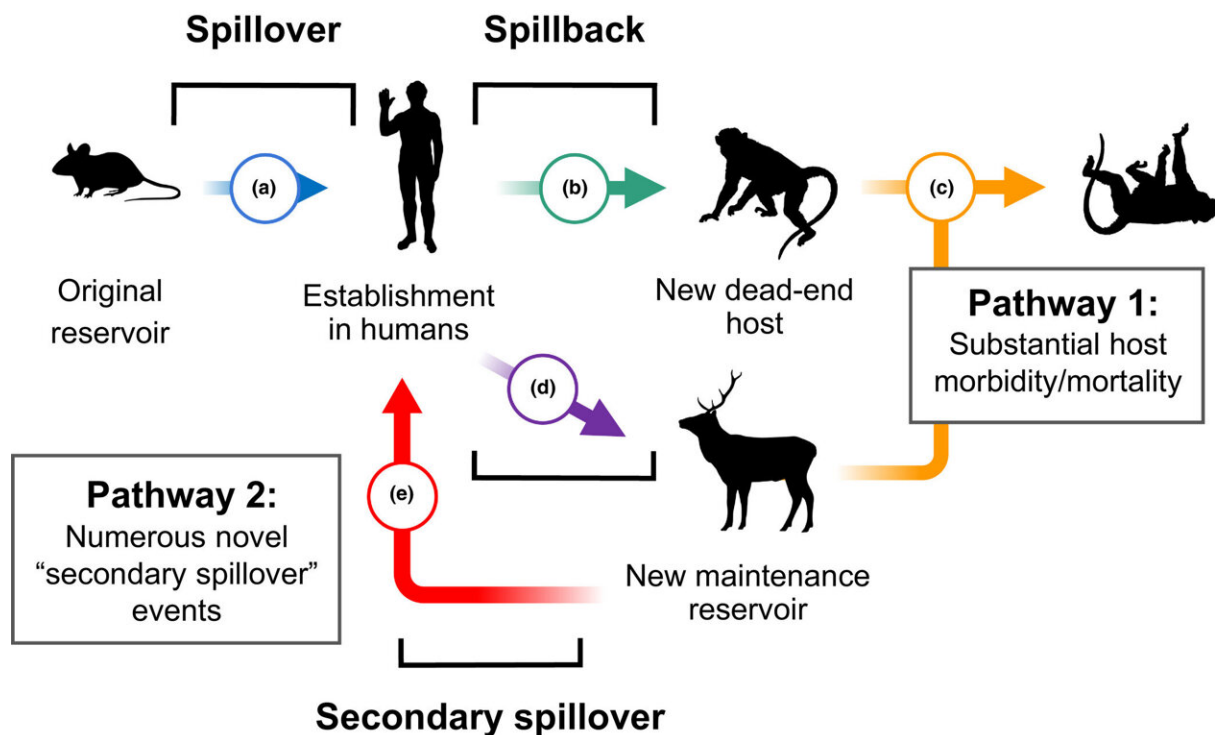 Spillover
Spillback
(a)
(b)
(c)
Original
reservoir
Establishment
in humans
New dead-end
host
Pathway 1:
Substantial host
morbidity/mortality
(d)
Pathway 2:
Numerous novel
“secondary spillover”
events
(e)
New maintenance
reservoir
Secondary spillover